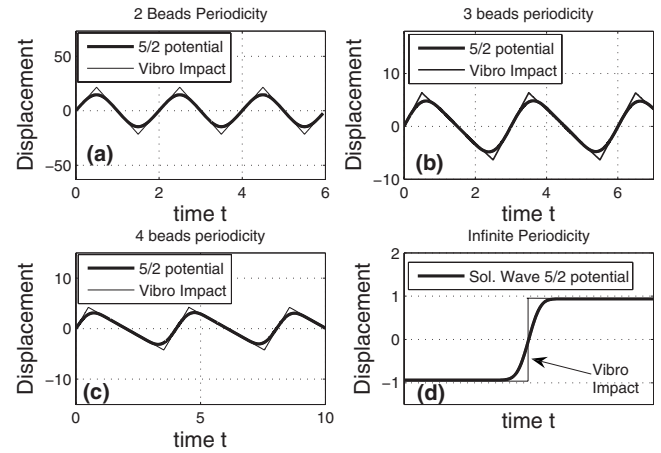 2 Beads Periodicity
50
0
−50
Displacement
5/2 potential
Vibro Impact
(a)
0 2 4 6
time t
3 beads periodicity
10
0
−10
Displacement
5/2 potential
Vibro Impact
(b)
0 2 4 6
time t
4 beads periodicity
10
0
−10
Displacement
5/2 potential
Vibro Impact
(c)
0 5 10
time t
Infinite Periodicity
2
1
0
−1
Displacement
Sol. Wave 5/2 potential
Vibro
Impact
(d)
time t